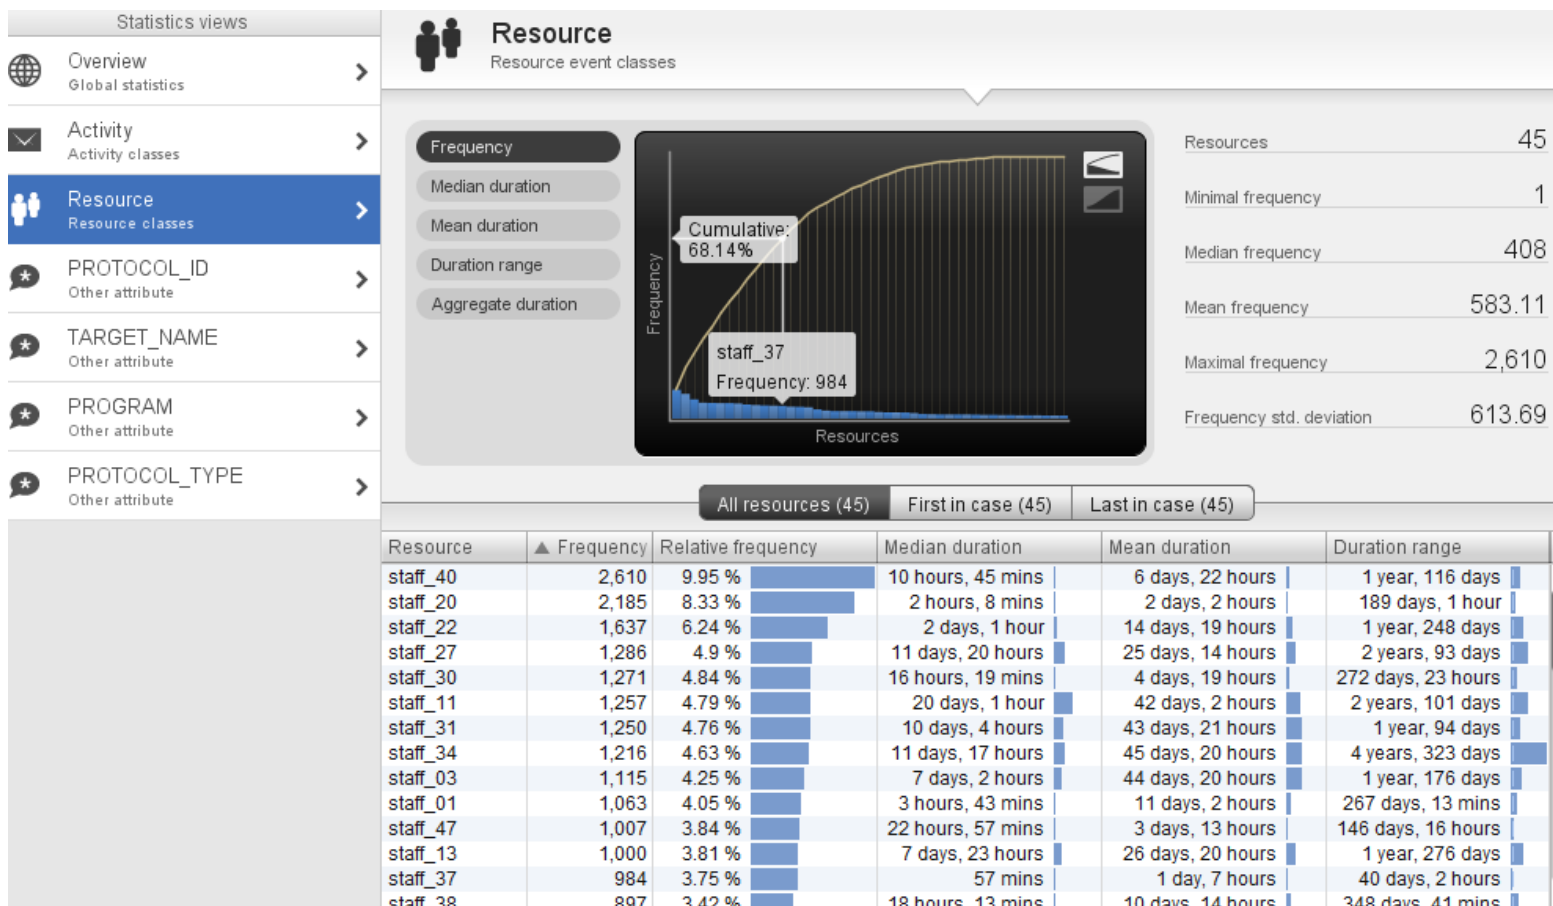 Statistics views
Overview
Global statistics
Activity
Activity classes
Resource
Resource classes
PROTOCOL_ID
Other attribute
TARGET_NAME
Other attribute
PROGRAM
Other attribute
PROTOCOL_TYPE
Other attribute
Resource
Resource event classes
Frequency
Median duration
Mean duration
Duration range
Aggregate duration
Frequency
Cumulative:
68.14%
staff_37
Frequency: 984
Resources
Resources 45
Minimal frequency 1
Median frequency 408
Mean frequency 583.11
Maximal frequency 2,610
Frequency std. deviation 613.69
All resources (45) First in case (45) Last in case (45)
Resource Frequency Relative frequency Median duration Mean duration Duration range
staff_40 2,610 9.95 % 10 hours, 45 mins 6 days, 22 hours 1 year, 116 days
staff_20 2,185 8.33 % 2 hours, 8 mins 2 days, 2 hours 189 days, 1 hour
staff_22 1,637 6.24 % 2 days, 1 hour 14 days, 19 hours 1 year, 248 days
staff_27 1,286 4.9 % 11 days, 20 hours 25 days, 14 hours 2 years, 93 days
staff_30 1,271 4.84 % 16 hours, 19 mins 4 days, 19 hours 272 days, 23 hours
staff_11 1,257 4.79 % 20 days, 1 hour 42 days, 2 hours 2 years, 101 days
staff_31 1,250 4.76 % 10 days, 4 hours 43 days, 21 hours 1 year, 94 days
staff_34 1,216 4.63 % 11 days, 17 hours 45 days, 20 hours 4 years, 323 days
staff_03 1,115 4.25 % 7 days, 2 hours 44 days, 20 hours 1 year, 176 days
staff_01 1,063 4.05 % 3 hours, 43 mins 11 days, 2 hours 267 days, 13 mins
staff_47 1,007 3.84 % 22 hours, 57 mins 3 days, 13 hours 146 days, 16 hours
staff_13 1,000 3.81 % 7 days, 23 hours 26 days, 20 hours 1 year, 276 days
staff_37 984 3.75 % 57 mins 1 day, 7 hours 40 days, 2 hours
staff_38 897 3.42 % 18 hours, 13 mins 10 days, 14 hours 348 days, 41 mins